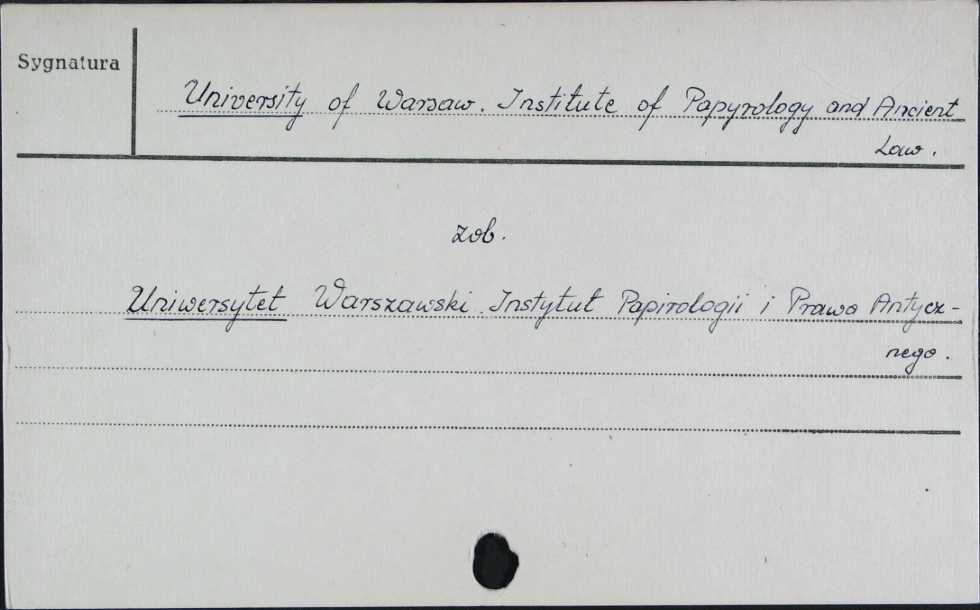 Sygnatura
University of Warsaw. Institute of Papyrology and Ancient
Law.
zob.
Uniwersytet Warszawski. Instytut Papirologii i Prawa Antycz-
nego.